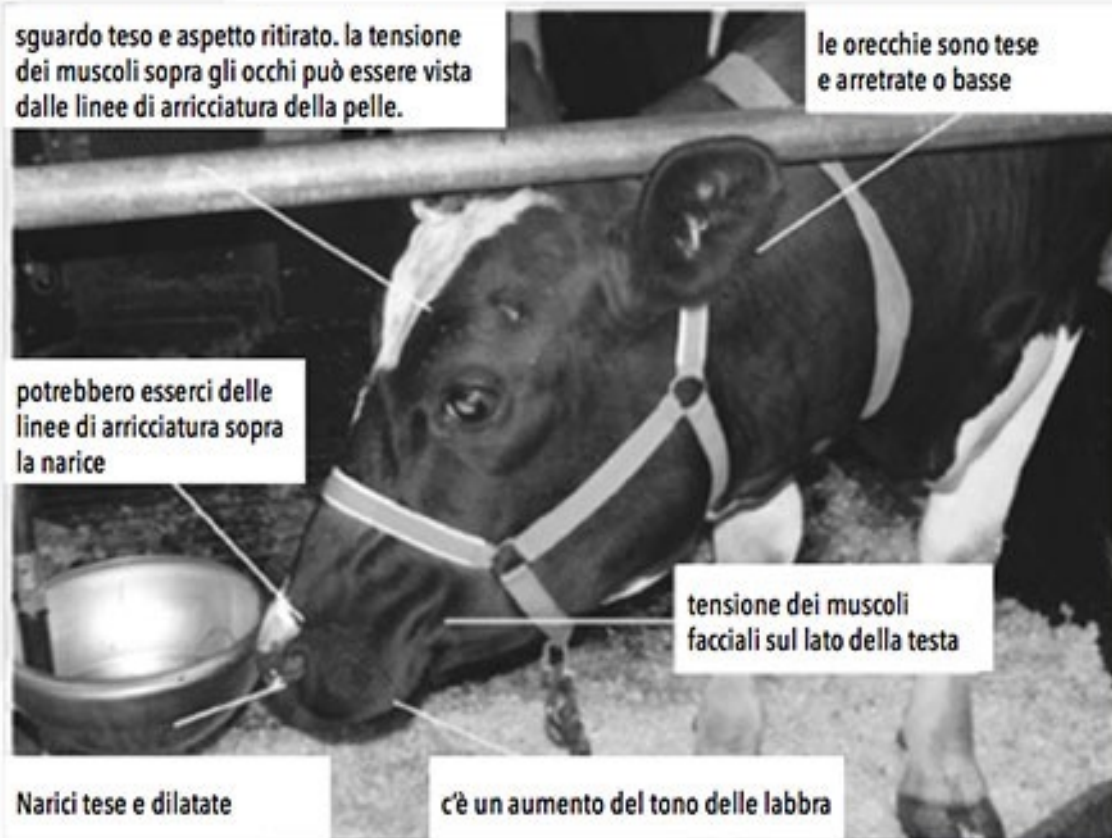 sguardo teso e aspetto ritirato. la tensione
dei muscoli sopra gli occhi può essere vista
dalle linee di arricciatura della pelle.
le orecchie sono tese
e arretrate o basse
potrebbero esserci delle
linee di arricciatura sopra
la narice
tensione dei muscoli
facciali sul lato della testa
Narici tese e dilatate
c'è un aumento del tono delle labbra